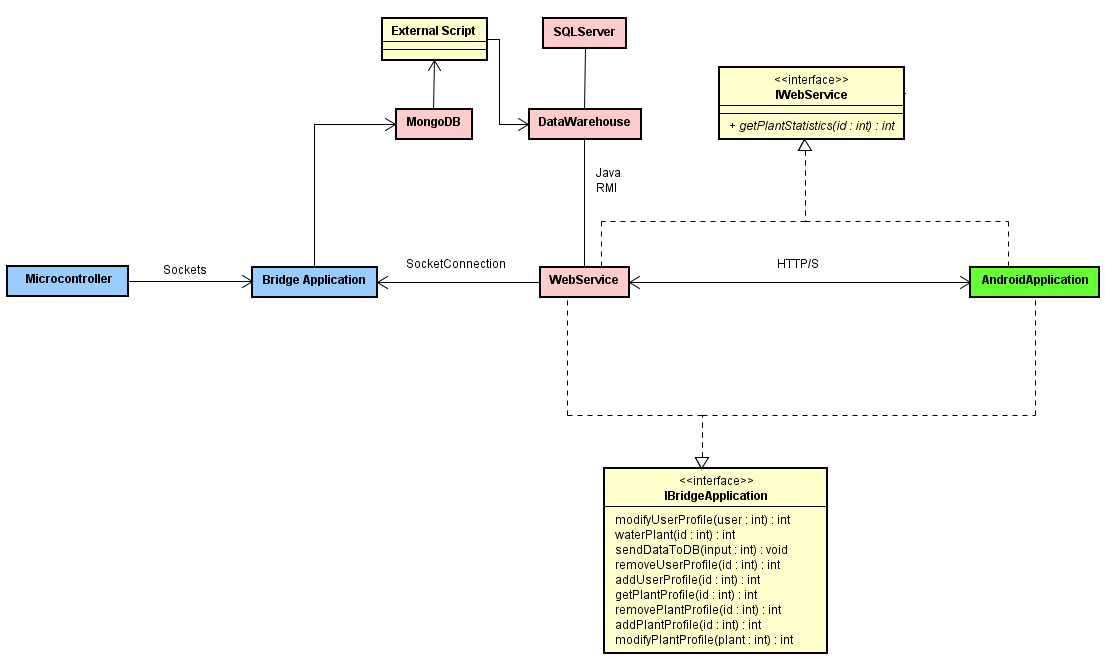 External Script
SQLServer
<<interface>>
IWebService
+ getPlantStatistics(id : int) : int
MongoDB
DataWarehouse
Java
RMI
Microcontroller
Sockets
Bridge Application
SocketConnection
WebService
HTTP/S
AndroidApplication
<<interface>>
IBridgeApplication
modifyUserProfile(user : int) : int
waterPlant(id : int) : int
sendDataToDB(input : int) : void
removeUserProfile(id : int) : int
addUserProfile(id : int) : int
getPlantProfile(id : int) : int
removePlantProfile(id : int) : int
addPlantProfile(id : int) : int
modifyPlantProfile(plant : int) : int